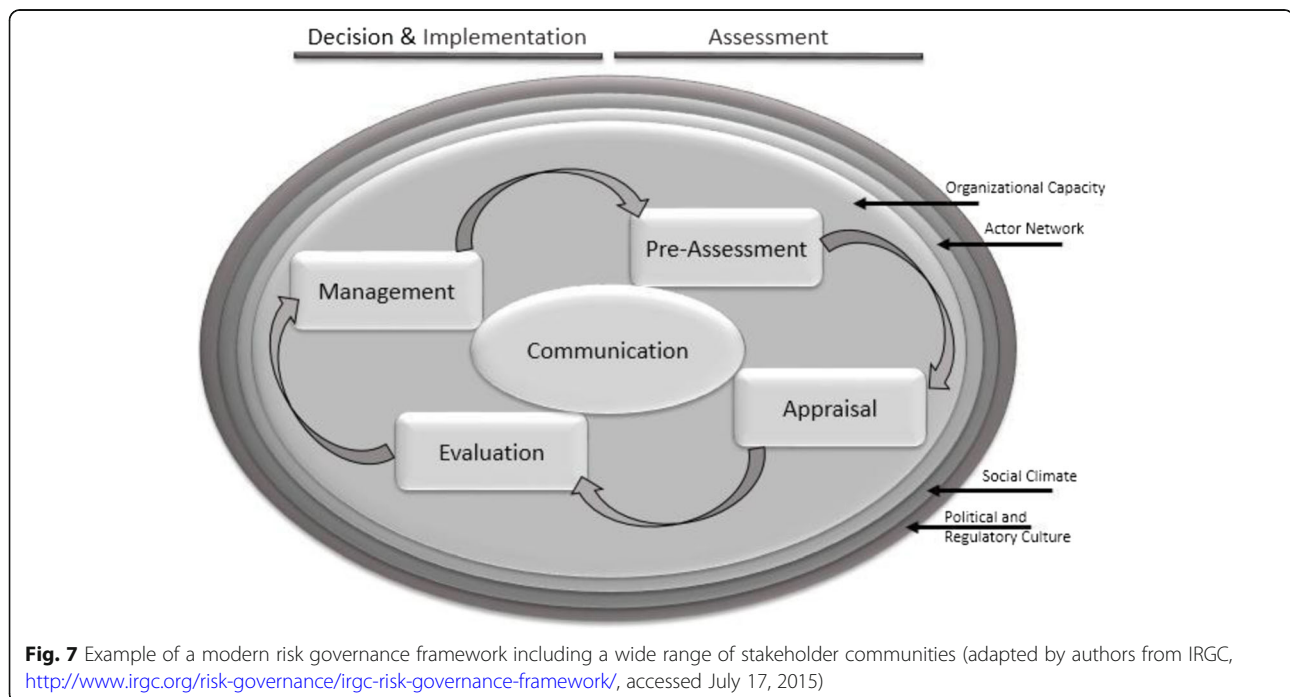 Decision & Implementation
Assessment
Organizational Capacity
Actor Network
Pre-Assessment
Management
Communication
Appraisal
Evaluation
Social Climate
Political and
Regulatory Culture
Fig. 7 Example of a modern risk governance framework including a wide range of stakeholder communities (adapted by authors from IRGC,
http://www.irgc.org/risk-governance/irgc-risk-governance-framework/, accessed July 17, 2015)